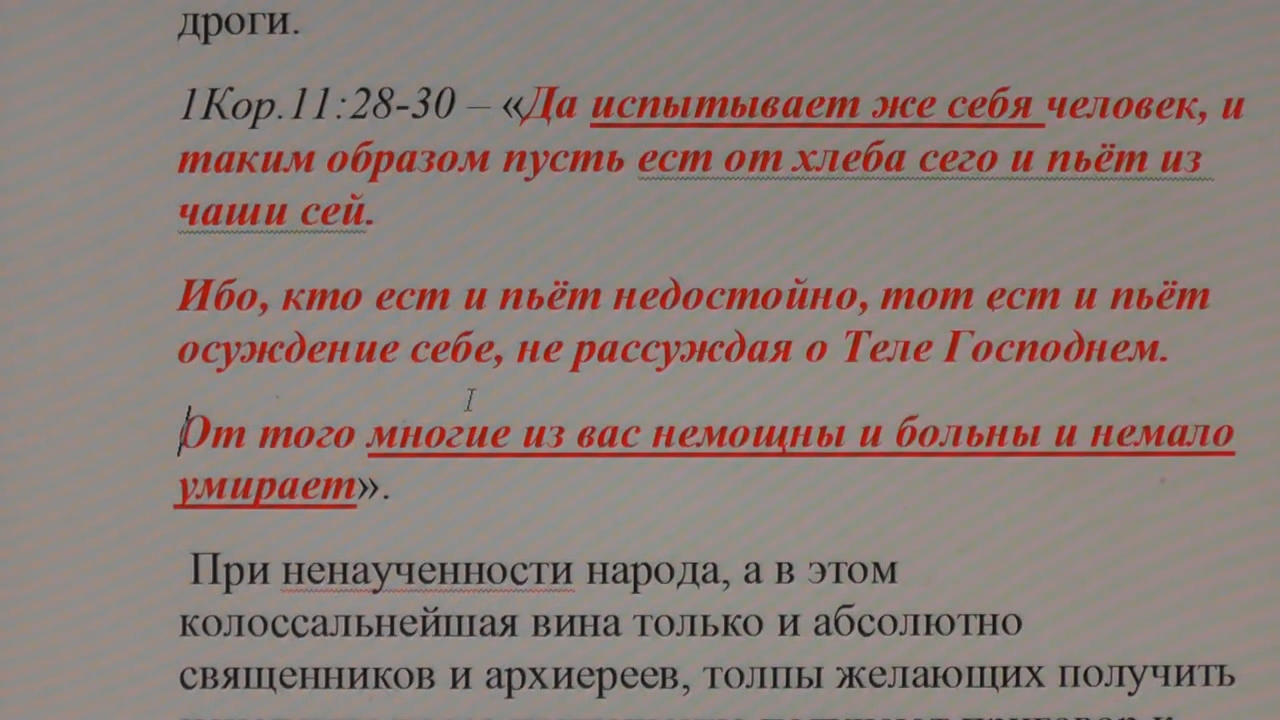 дроги.
1Кор.11:28-30 – «Да испытывает же себя человек, и
таким образом пусть ест от хлеба сего и пьёт из
чаши сей.
Ибо, кто ест и пьёт недостойно, тот ест и пьёт
осуждение себе, не рассуждая о Теле Господнем.
От того многие из вас немощны и больны и немало
умирает».
При ненаученности народа, а в этом
колоссальнейшая вина только и абсолютно
священников и архиереев, толпы желающих получить